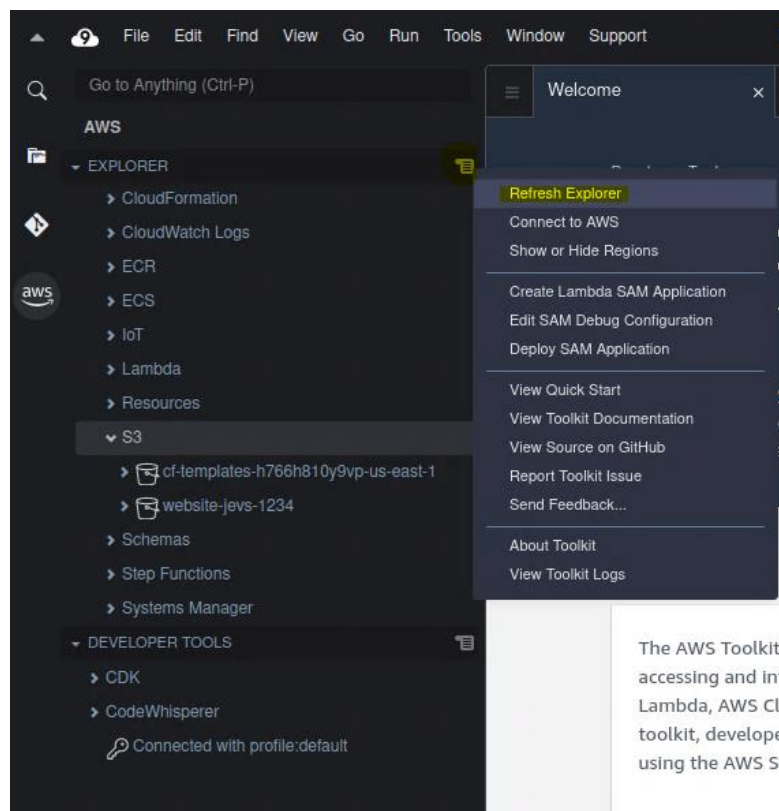 File Edit Find View Go Run Tools Window Support
Go to Anything (Ctrl-P)
Welcome
AWS
EXPLORER
CloudFormation
CloudWatch Logs
ECR
ECS
IoT
Lambda
Resources
S3
cf-templates-h766h810y9vp-us-east-1
website-jevs-1234
Schemas
Step Functions
Systems Manager
DEVELOPER TOOLS
CDK
CodeWhisperer
Connected with profile:default
aws
Refresh Explorer
Connect to AWS
Show or Hide Regions
Create Lambda SAM Application
Edit SAM Debug Configuration
Deploy SAM Application
View Quick Start
View Toolkit Documentation
View Source on GitHub
Report Toolkit Issue
Send Feedback...
About Toolkit
View Toolkit Logs
The AWS Toolkit
accessing and in
Lambda, AWS Cl
toolkit, develope
using the AWS S